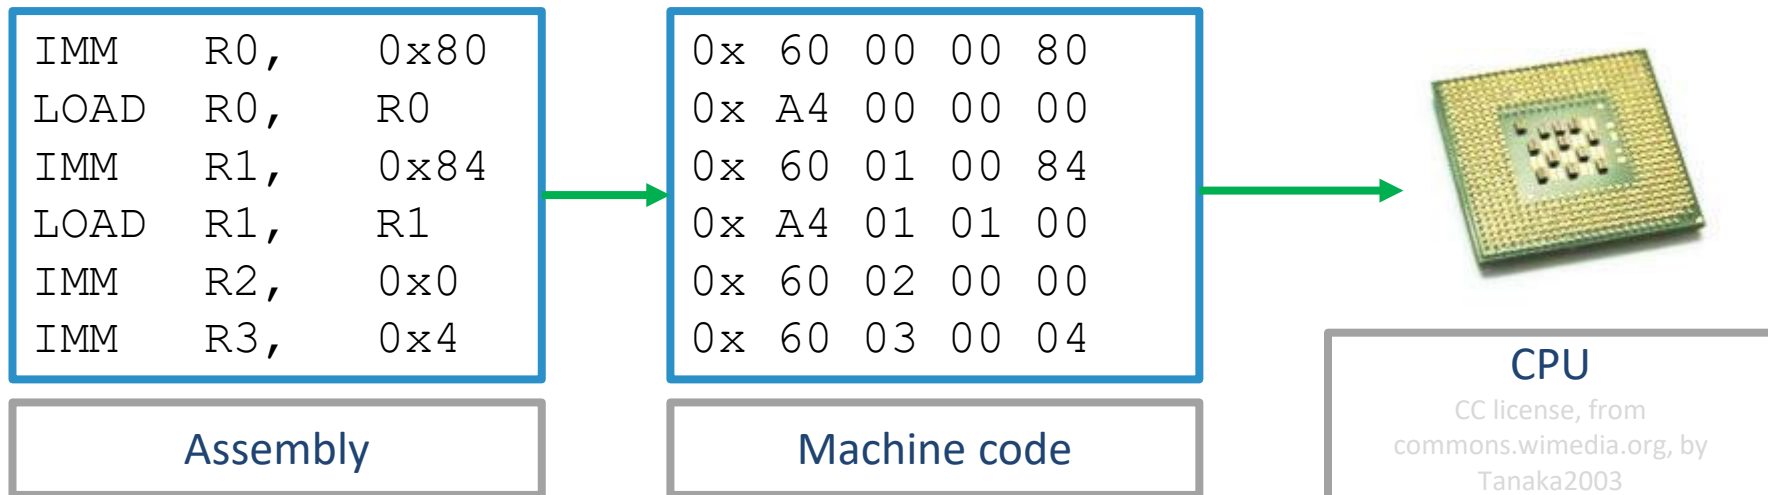 IMM R0, 0x80
LOAD R0, R0
IMM R1, 0x84
LOAD R1, R1
IMM R2, 0x0
IMM R3, 0x4
Assembly
0x 60 00 00 80
0x A4 00 00 00
0x 60 01 00 84
0x A4 01 01 00
0x 60 02 00 00
0x 60 03 00 04
Machine code
CPU
CC license, from
commons.wimedia.org, by
Tanaka2003